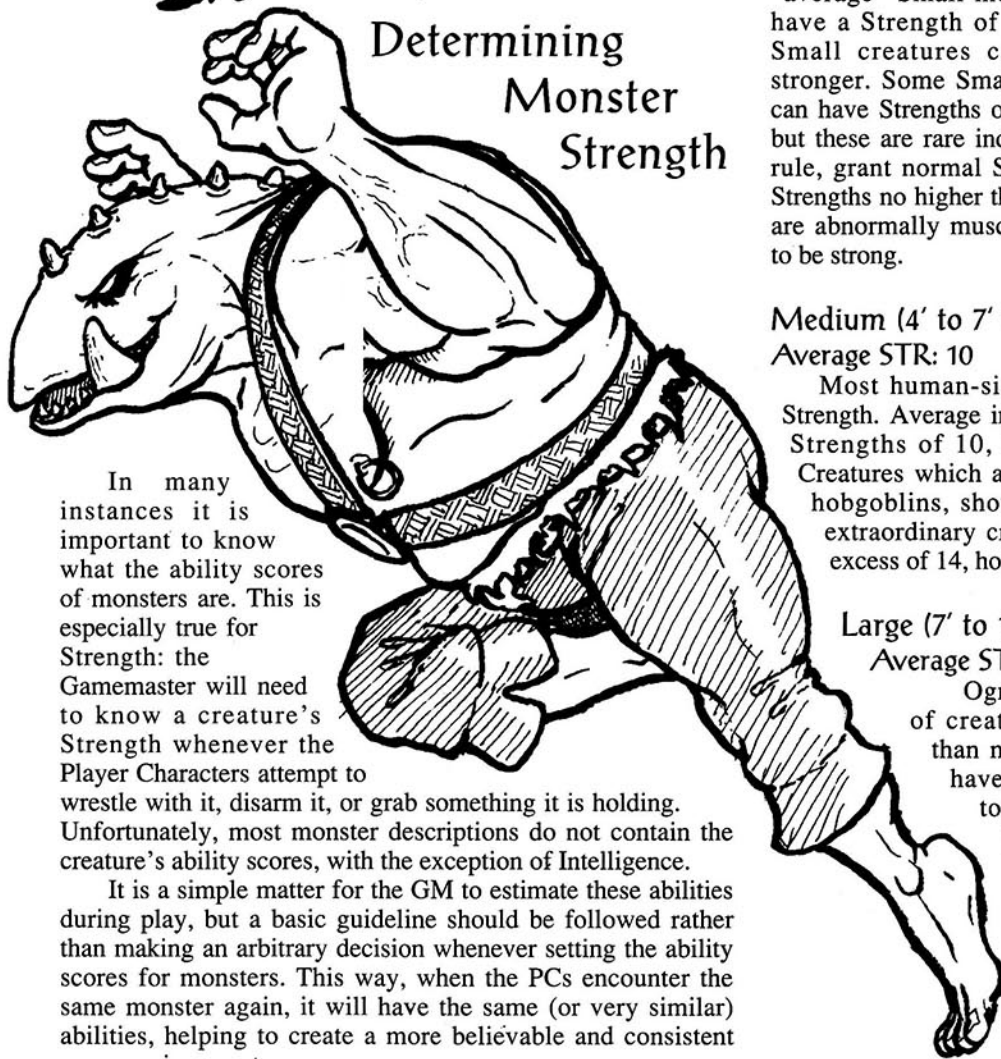 Determining
Monster
Strength
In many
instances it is
important to know
what the ability scores
of monsters are. This is
especially true for
Strength: the
Gamemaster will need
to know a creature's
Strength whenever the
Player Characters attempt to
wrestle with it, disarm it, or grab something it is holding.
Unfortunately, most monster descriptions do not contain the
creature's ability scores, with the exception of Intelligence.
It is a simple matter for the GM to estimate these abilities
during play, but a basic guideline should be followed rather
than making an arbitrary decision whenever setting the ability
scores for monsters. This way, when the PCs encounter the
same monster again, it will have the same (or very similar)
abilities, helping to create a more believable and consistent
have a Strength of
Small creatures c
stronger. Some Sma
can have Strengths o
but these are rare ind
rule, grant normal S
Strengths no higher th
are abnormally musc
to be strong.
Medium (4' to 7'
Average STR: 10
Most human-si
Strength. Average in
Strengths of 10,
Creatures which a
hobgoblins, sho
extraordinary cr
excess of 14, ho
Large (7' to 1
Average ST
Ogr
of creat
than n
have
to